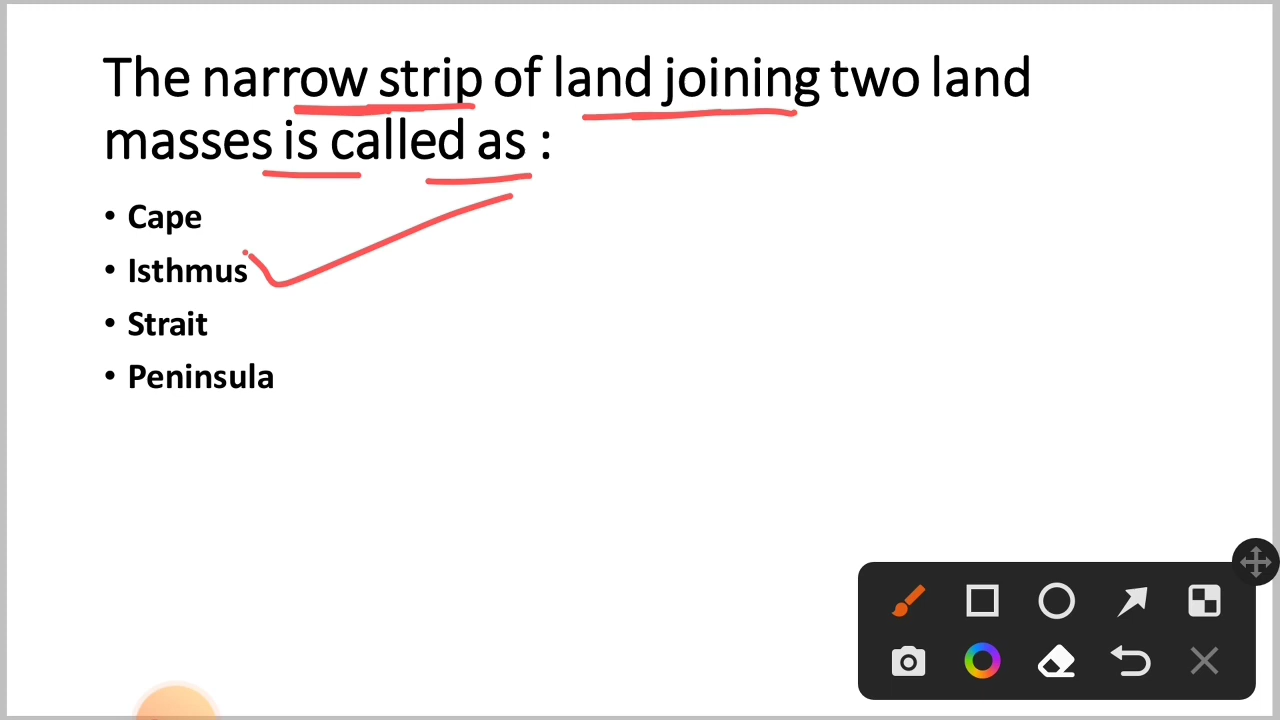 The narrow strip of land joining two land
masses is called as :
• Cape
• Isthmus
• Strait
• Peninsula